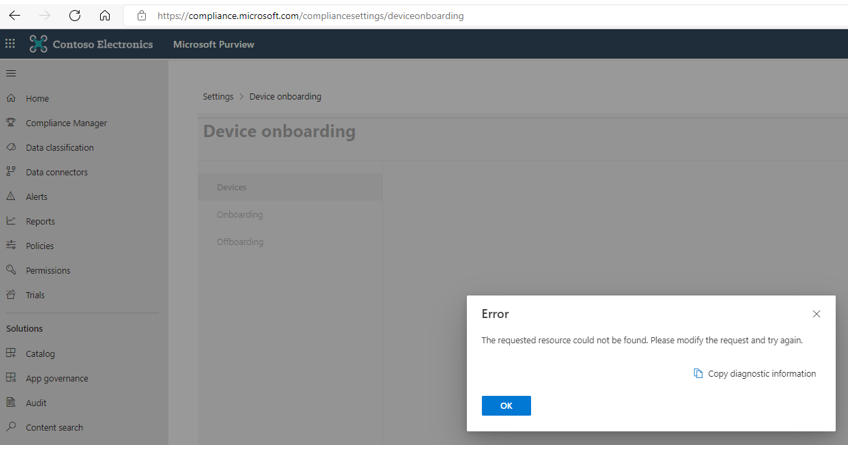 https://compliance.microsoft.com/compliancesettings/deviceonboarding
Contoso Electronics Microsoft Purview
Settings > Device onboarding
Device onboarding
Home
Compliance Manager
Data classification
Data connectors
Alerts
Reports
Policies
Permissions
Trials
Solutions
Catalog
App governance
Audit
Content search
Devices
Onboarding
Offboarding
Error
The requested resource could not be found. Please modify the request and try again.
Copy diagnostic information
OK